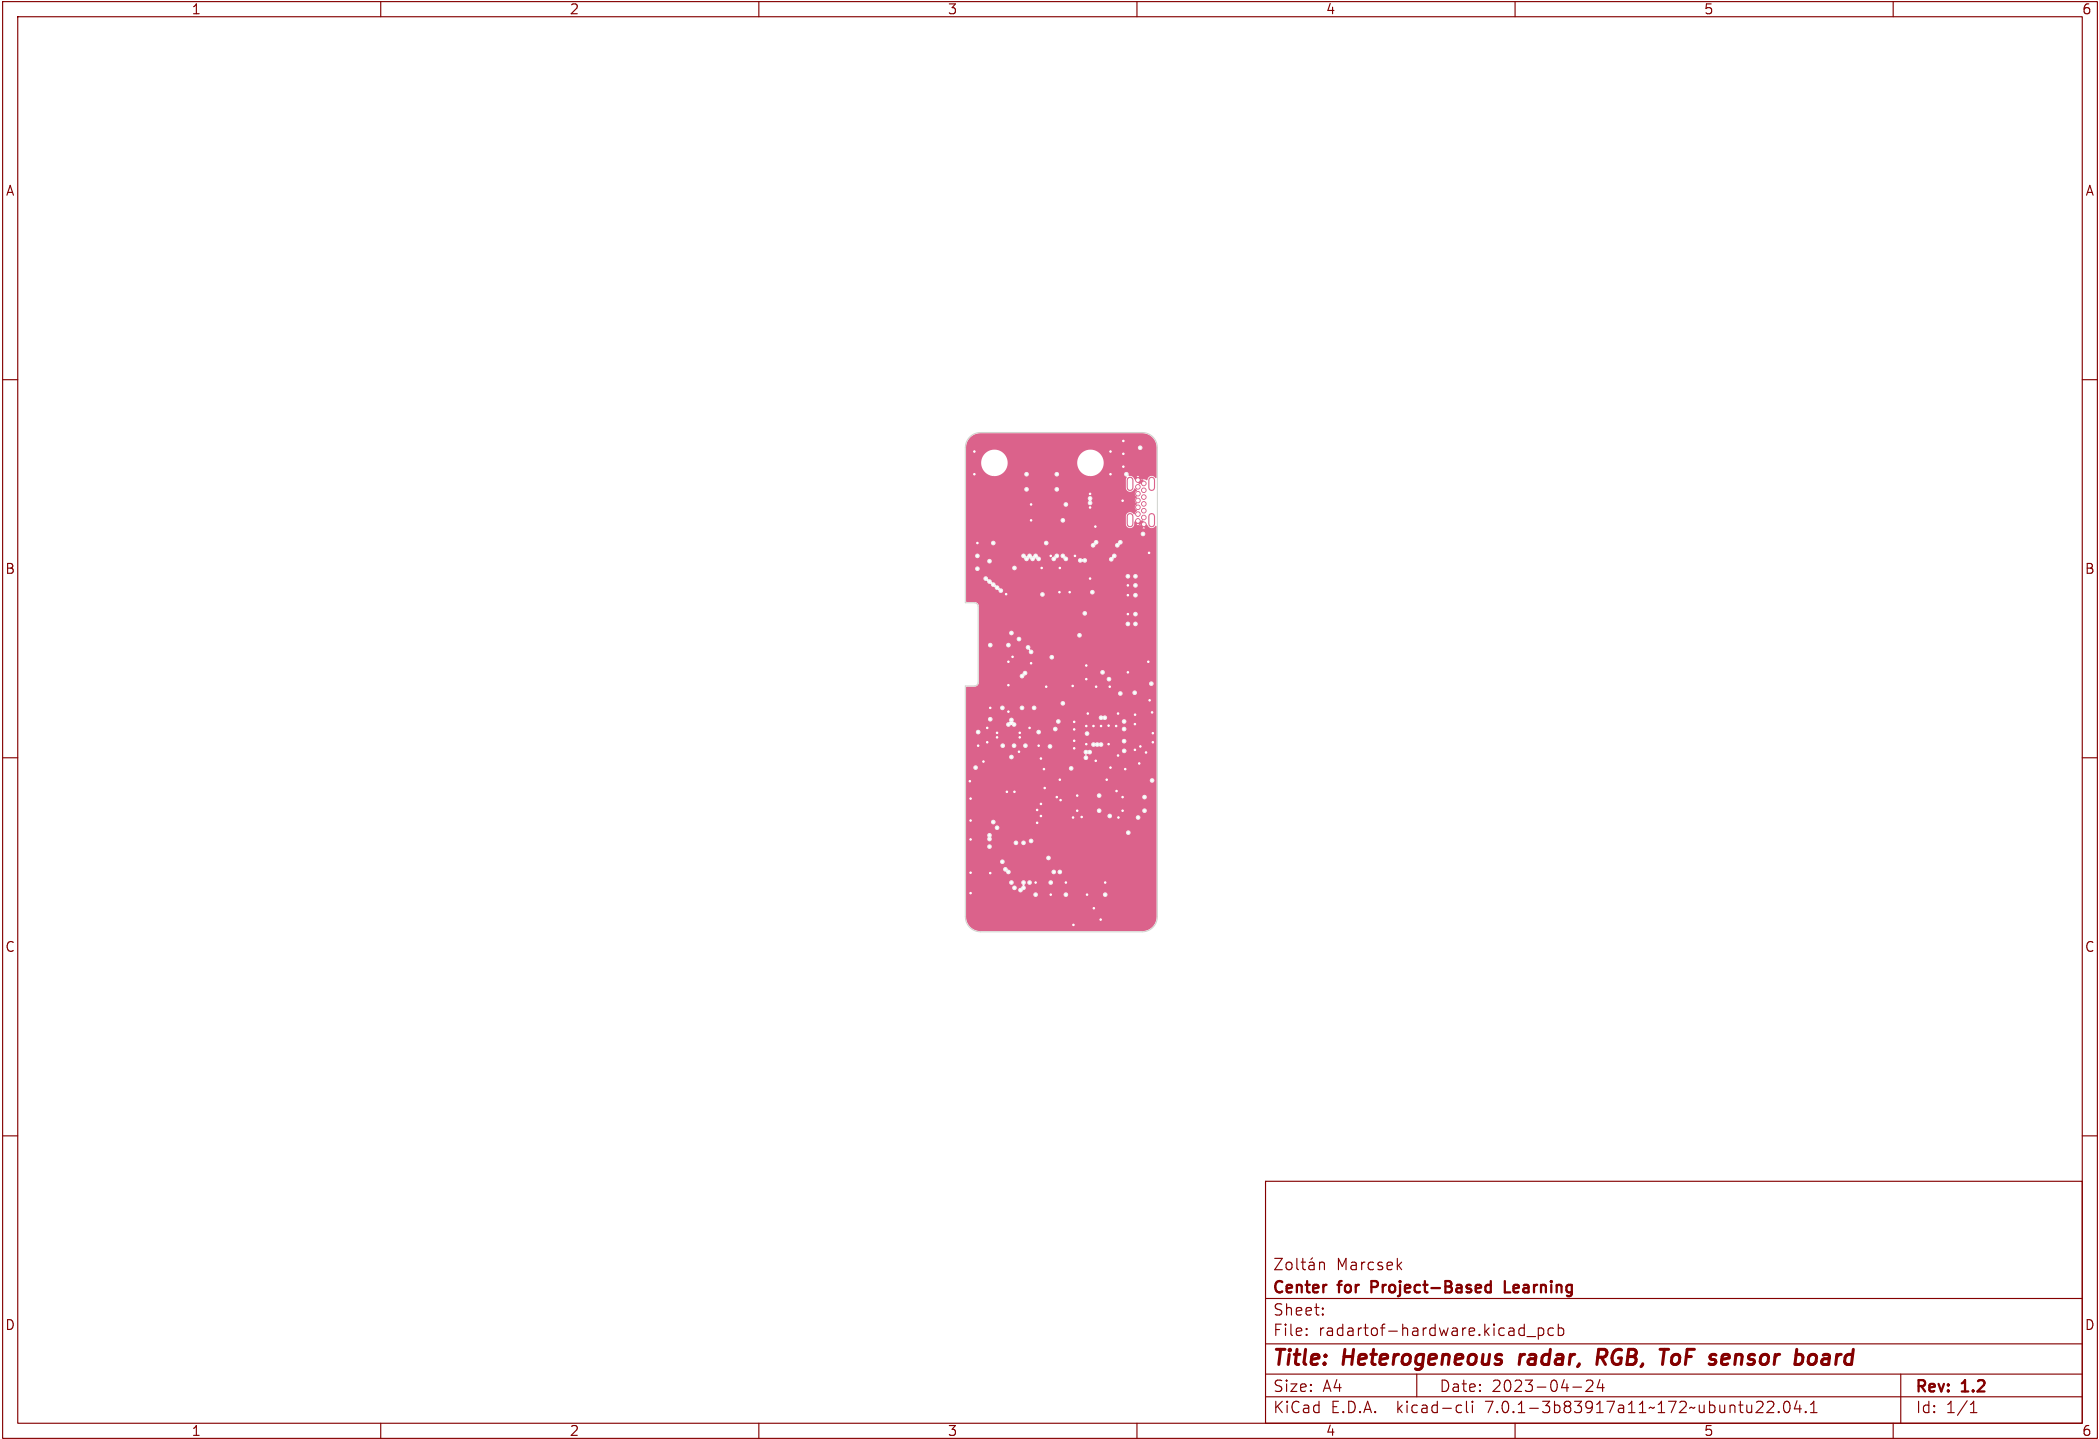 1 2 3 4 5 6
A A
B B
C C
Zoltán Marcsek
Center for Project-Based Learning
Sheet:
File: radartof-hardware.kicad_pcb
D D
Title: Heterogeneous radar, RGB, ToF sensor board
Size: A4 Date: 2023-04-24 Rev: 1.2
KiCad E.D.A. kicad-cli 7.0.1-3b83917a11~172~ubuntu22.04.1 Id: 1/1
1 2 3 4 5 6